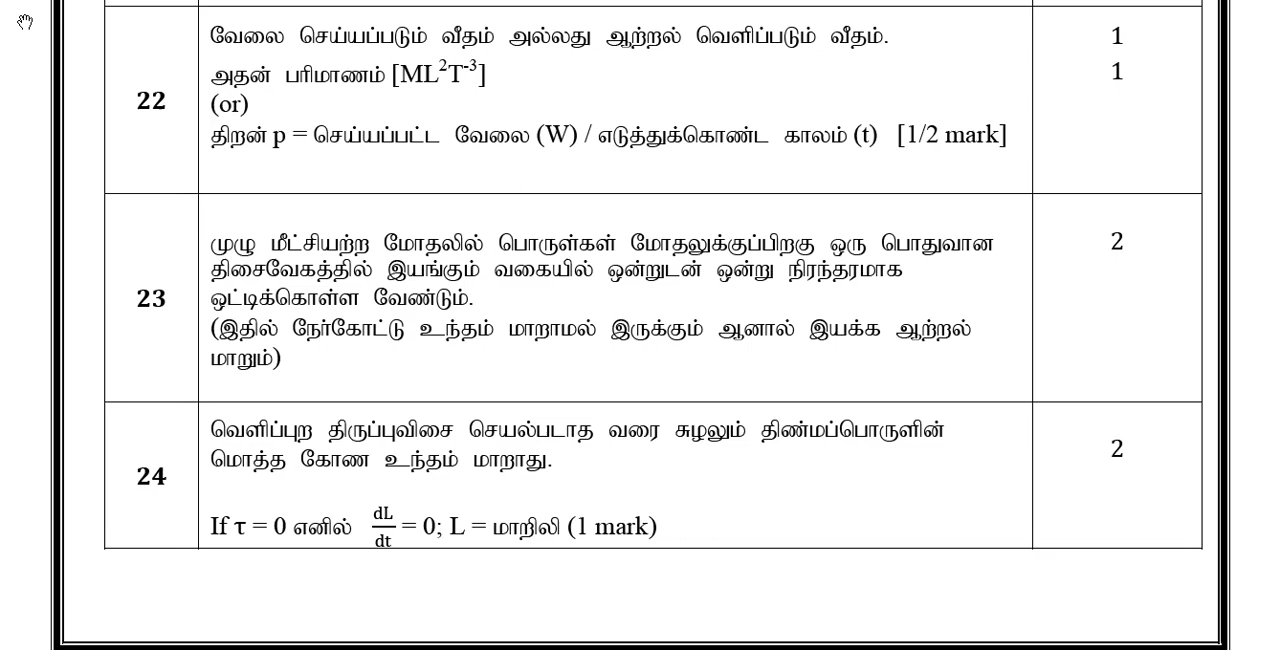 வேலை செய்யப்படும் வீதம் அல்லது ஆற்றல் வெளிப்படும் வீதம். 1
அதன் பரிமாணம் [ML²T⁻³] 1
22
(or)
திறன் p = செய்யப்பட்ட வேலை (W) / எடுத்துக்கொண்ட காலம் (t) [1/2 mark]
முழு மீட்சியற்ற மோதலில் பொருள்கள் மோதலுக்குப்பிறகு ஒரு பொதுவான 2
திசைவேகத்தில் இயங்கும் வகையில் ஒன்றுடன் ஒன்று நிரந்தரமாக
23 ஒட்டிக்கொள்ள வேண்டும்.
(இதில் நேர்கோட்டு உந்தம் மாறாமல் இருக்கும் ஆனால் இயக்க ஆற்றல்
மாறும்)
வெளிப்புற திருப்புவிசை செயல்படாத வரை சுழலும் திண்மப்பொருளின் 2
மொத்த கோண உந்தம் மாறாது.
24
If τ = 0 எனில் dL/dt = 0; L = மாறிலி (1 mark)